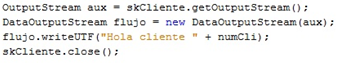 OutputStream aux = skCliente.getOutputStream();
DataOutputStream flujo = new DataOutputStream(aux);
flujo.writeUTF("Hola cliente " + numCli);
skCliente.close();